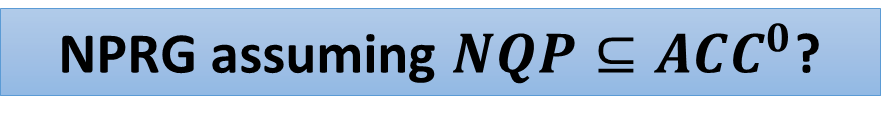 NPRG assuming NQP ⊆ ACC⁰?